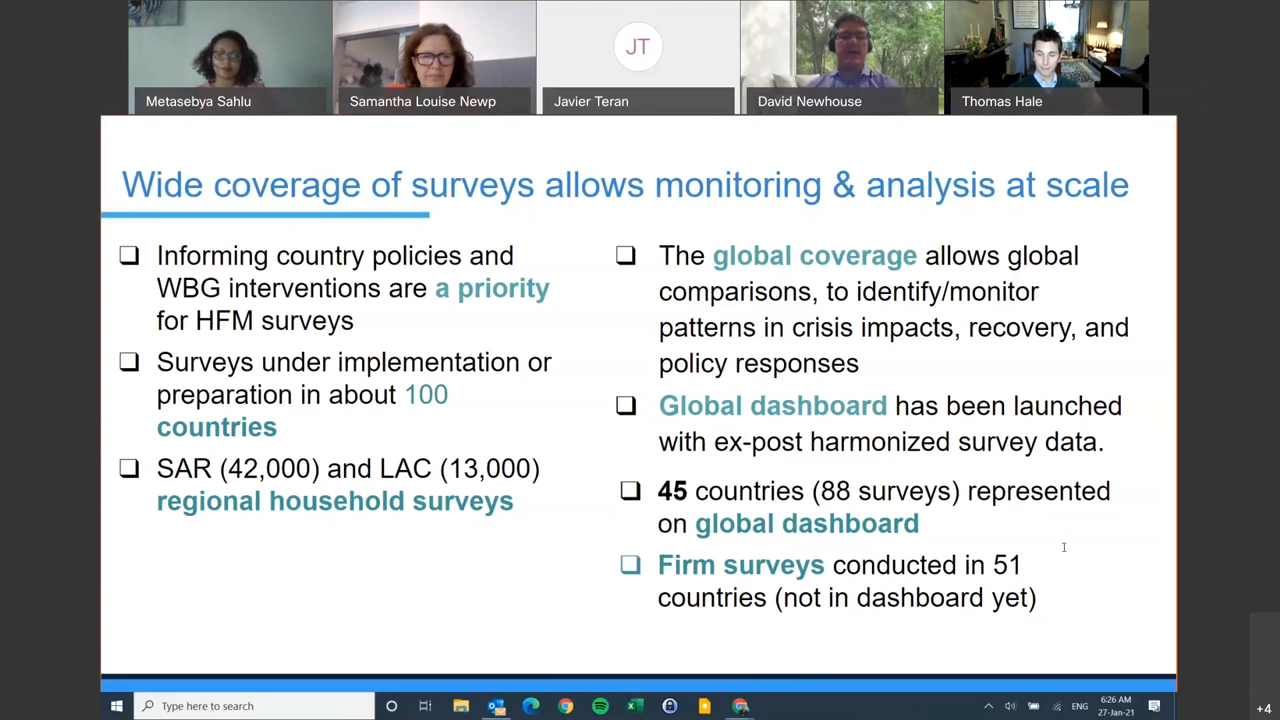 JT
Metasebya Sahlu
Samantha Louise Newp
Javier Teran
David Newhouse
Thomas Hale
Wide coverage of surveys allows monitoring & analysis at scale
Informing country policies and
WBG interventions are a priority
for HFM surveys
Surveys under implementation or
preparation in about 100
countries
SAR (42,000) and LAC (13,000)
regional household surveys
The global coverage allows global
comparisons, to identify/monitor
patterns in crisis impacts, recovery, and
policy responses
Global dashboard has been launched
with ex-post harmonized survey data.
45 countries (88 surveys) represented
on global dashboard
Firm surveys conducted in 51
countries (not in dashboard yet)
Type here to search
ENG
6:26 AM
27-Jan-21
+4